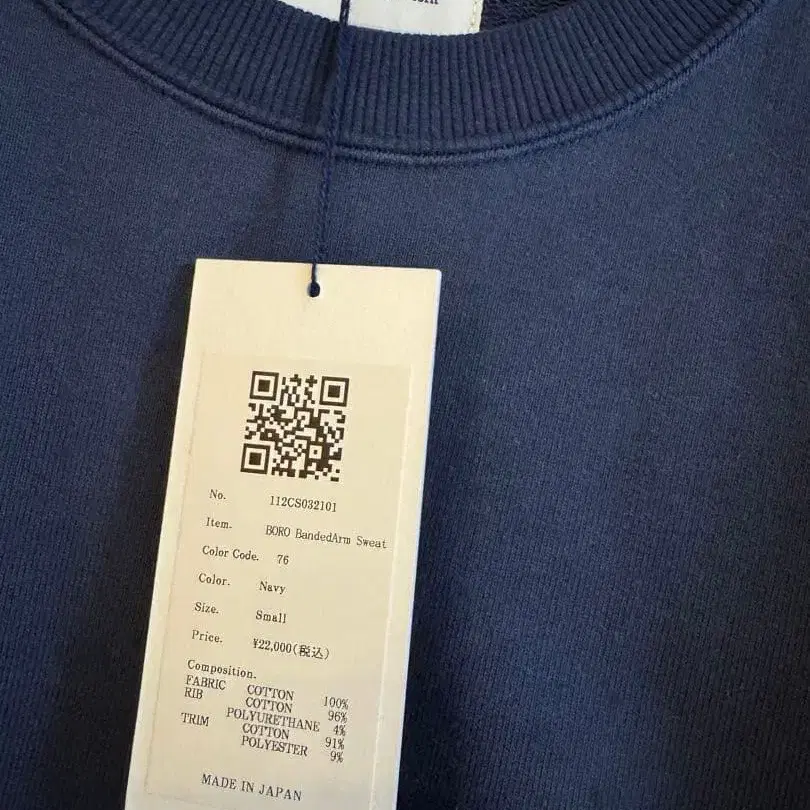 No. 112CS032101
Item. BORO BandedArm Sweat
Color Code. 76
Color. Navy
Size. Small
Price. ¥22,000(税込)
Composition.
FABRIC COTTON 100%
RIB COTTON 96%
POLYURETHANE 4%
TRIM COTTON 91%
POLYESTER 9%
MADE IN JAPAN